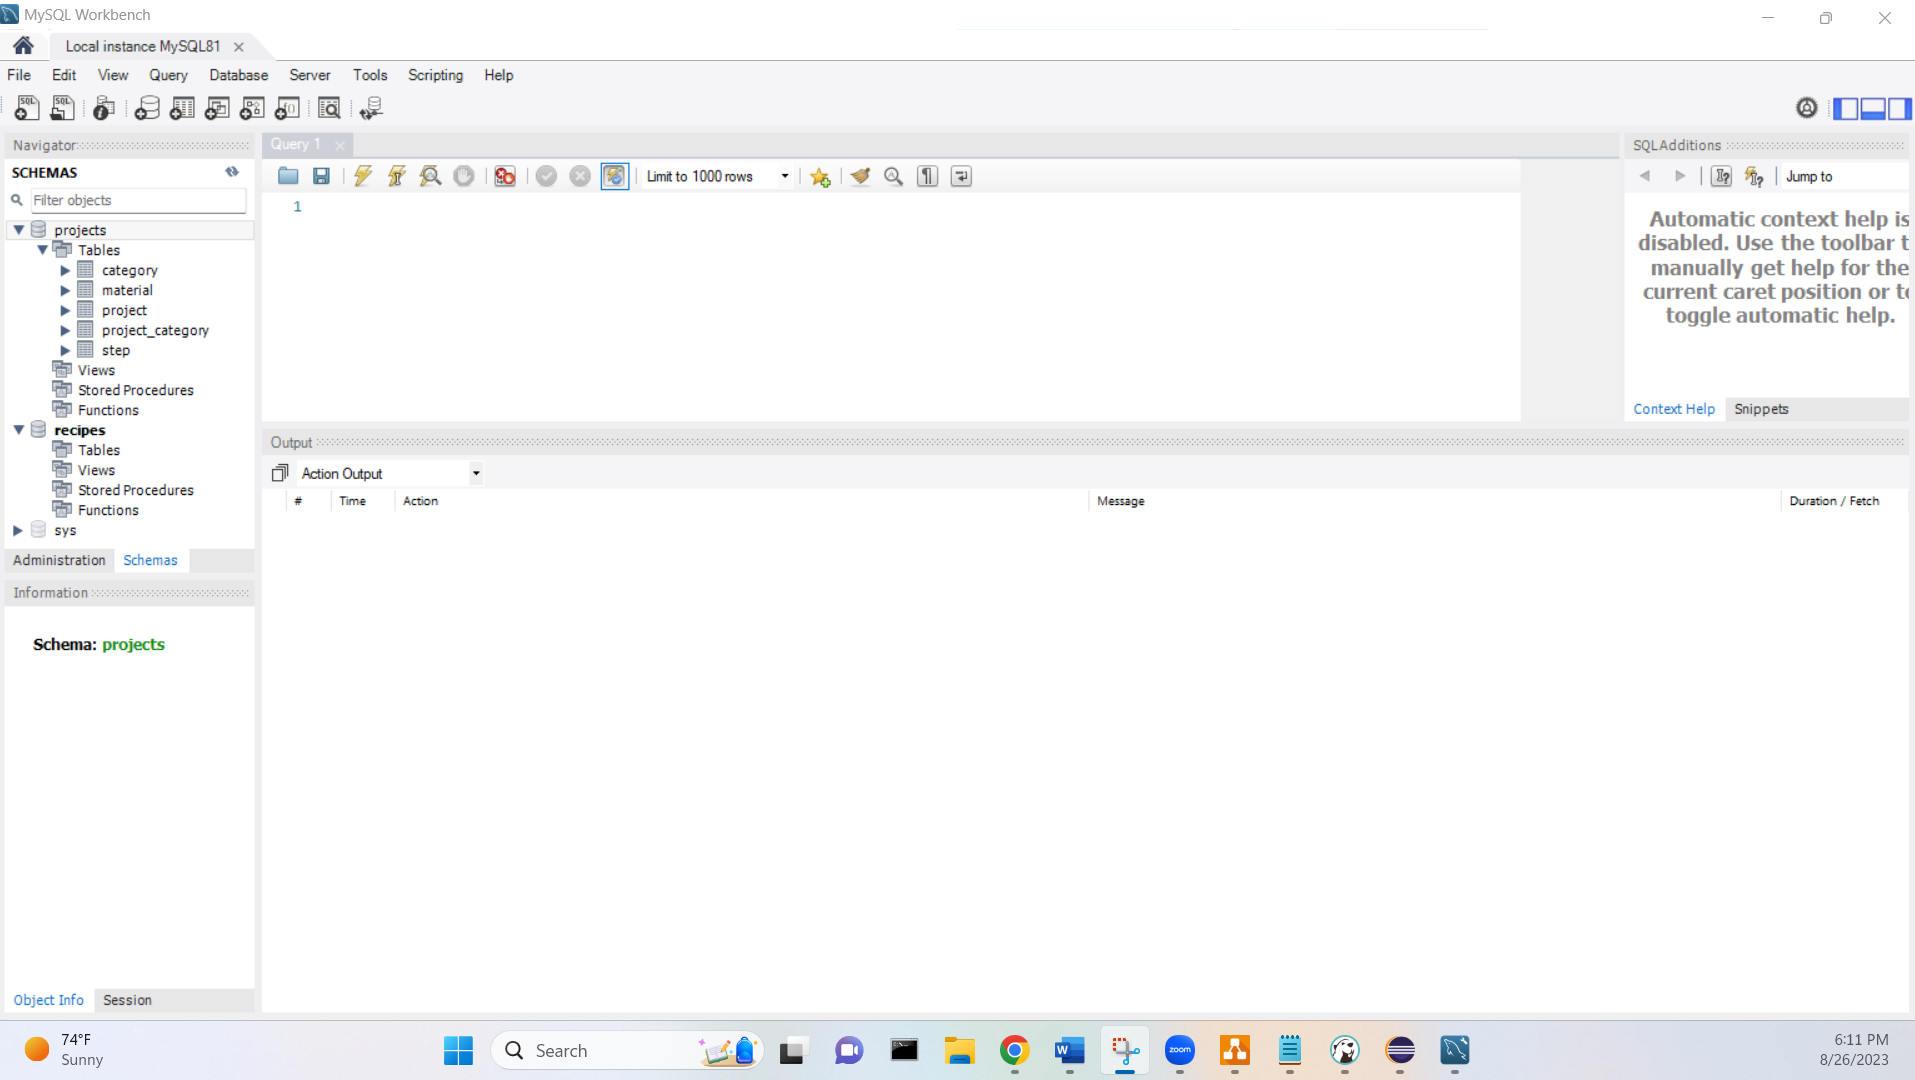 MySQL Workbench
Local instance MySQL81
File Edit View Query Database Server Tools Scripting Help
Navigator
SCHEMAS
Filter objects
projects
Tables
category
material
project
project_category
step
Views
Stored Procedures
Functions
recipes
Tables
Views
Stored Procedures
Functions
sys
Administration Schemas
Information
Schema: projects
Object Info Session
Query 1
Limit to 1000 rows
1
SQLAdditions
Jump to
Automatic context help is
disabled. Use the toolbar t
manually get help for the
current caret position or to
toggle automatic help.
Context Help Snippets
Output
Action Output
# Time Action Message Duration / Fetch
74°F
Sunny
Search
zoom
6:11 PM
8/26/2023